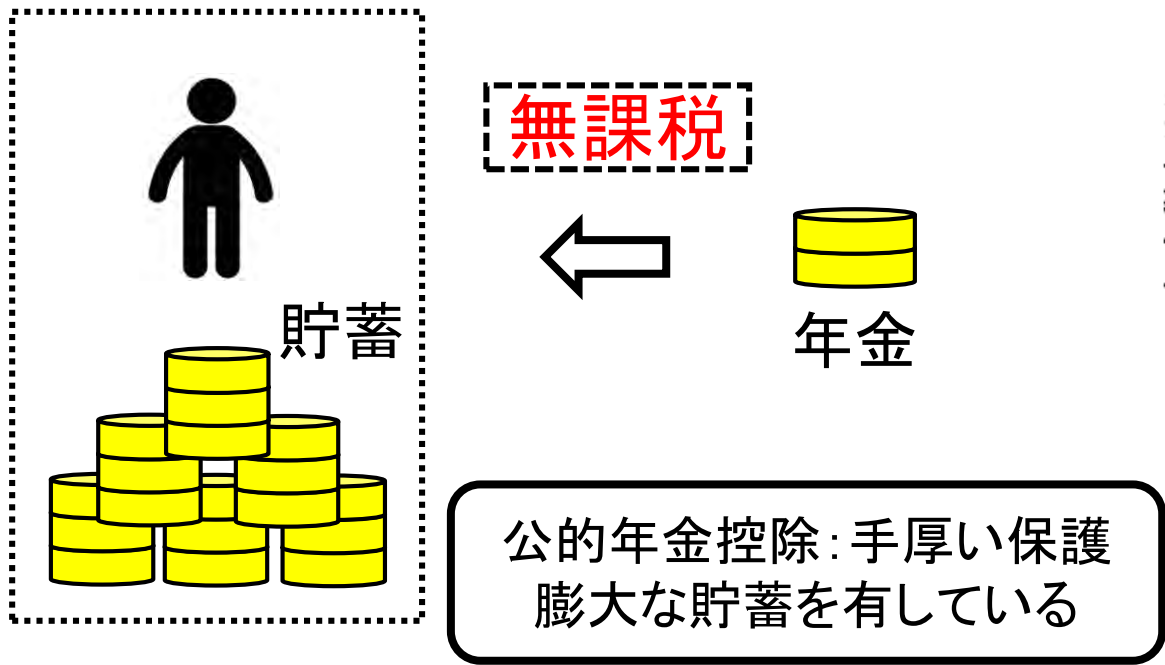 無課税
貯蓄
年金
公的年金控除：手厚い保護
膨大な貯蓄を有している